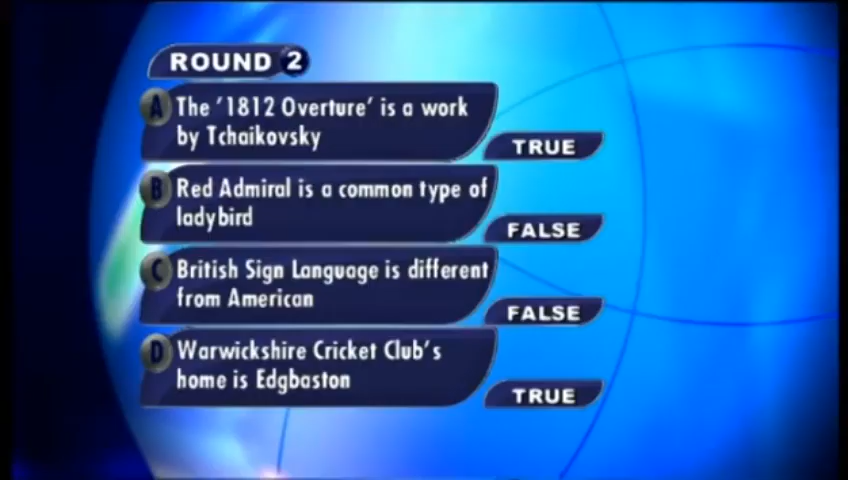 ROUND 2
A The '1812 Overture' is a work
by Tchaikovsky
TRUE
B Red Admiral is a common type of
ladybird
FALSE
C British Sign Language is different
from American
FALSE
D Warwickshire Cricket Club's
home is Edgbaston
TRUE